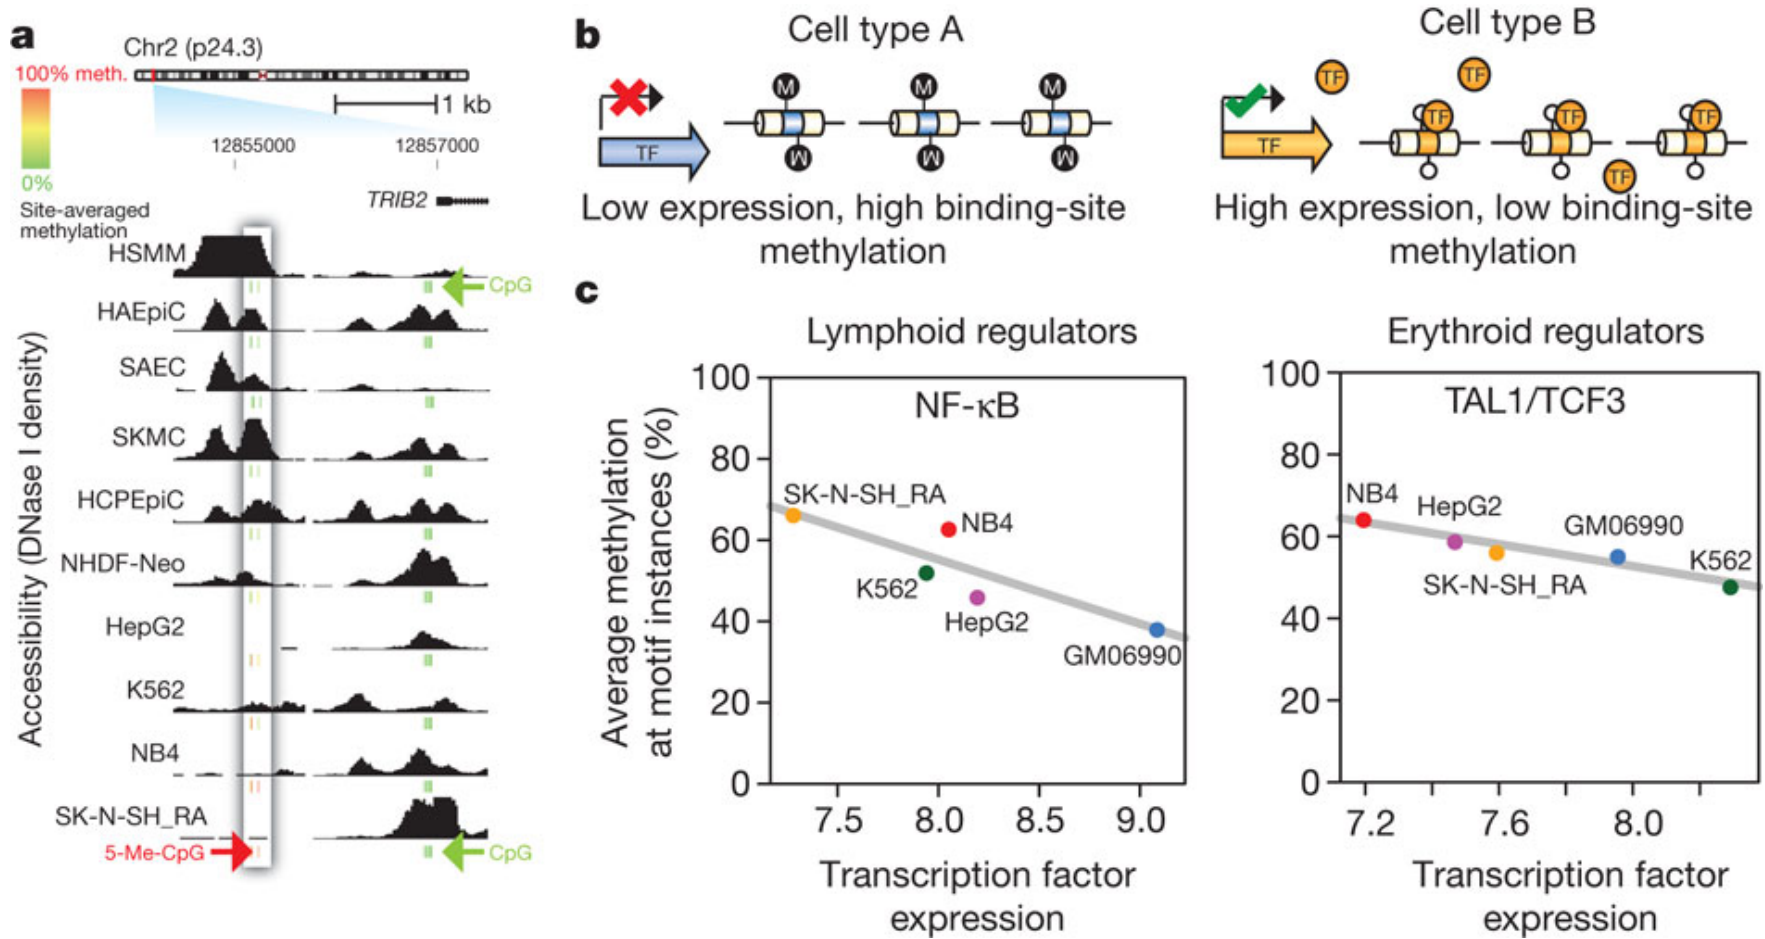 a
Chr2 (p24.3)
100% meth.
1 kb
12855000
12857000
0%
Site-averaged
methylation
TRIB2
Accessibility (DNase I density)
HSMM
CpG
HAEpiC
SAEC
SKMC
HCPEpiC
NHDF-Neo
HepG2
K562
NB4
SK-N-SH_RA
5-Me-CpG
CpG
b
Cell type A
M
M
M
TF
M
M
M
Low expression, high binding-site
methylation
Cell type B
TF
TF
TF
TF
TF
TF
TF
High expression, low binding-site
methylation
c
Lymphoid regulators
NF-κB
Average methylation
at motif instances (%)
100
80
60
40
20
0
SK-N-SH_RA
NB4
K562
HepG2
GM06990
7.5
8.0
8.5
9.0
Transcription factor
expression
Erythroid regulators
TAL1/TCF3
100
80
60
40
20
0
NB4
HepG2
GM06990
K562
SK-N-SH_RA
7.2
7.6
8.0
Transcription factor
expression